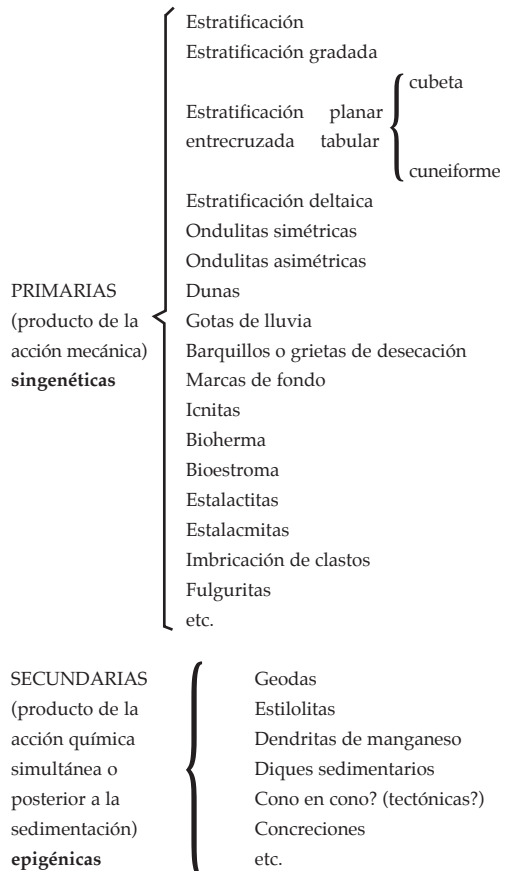 Estratificación
Estratificación gradada
cubeta
Estratificación planar
entrecruzada tabular
cuneiforme
Estratificación deltaica
Ondulitas simétricas
Ondulitas asimétricas
PRIMARIAS
(producto de la
acción mecánica)
singenéticas
Dunas
Gotas de lluvia
Barquillos o grietas de desecación
Marcas de fondo
Icnitas
Bioherma
Bioestroma
Estalactitas
Estalacmitas
Imbricación de clastos
Fulguritas
etc.
SECUNDARIAS
(producto de la
acción química
simultánea o
posterior a la
sedimentación)
epigénicas
Geodas
Estilolitas
Dendritas de manganeso
Diques sedimentarios
Cono en cono? (tectónicas?)
Concreciones
etc.